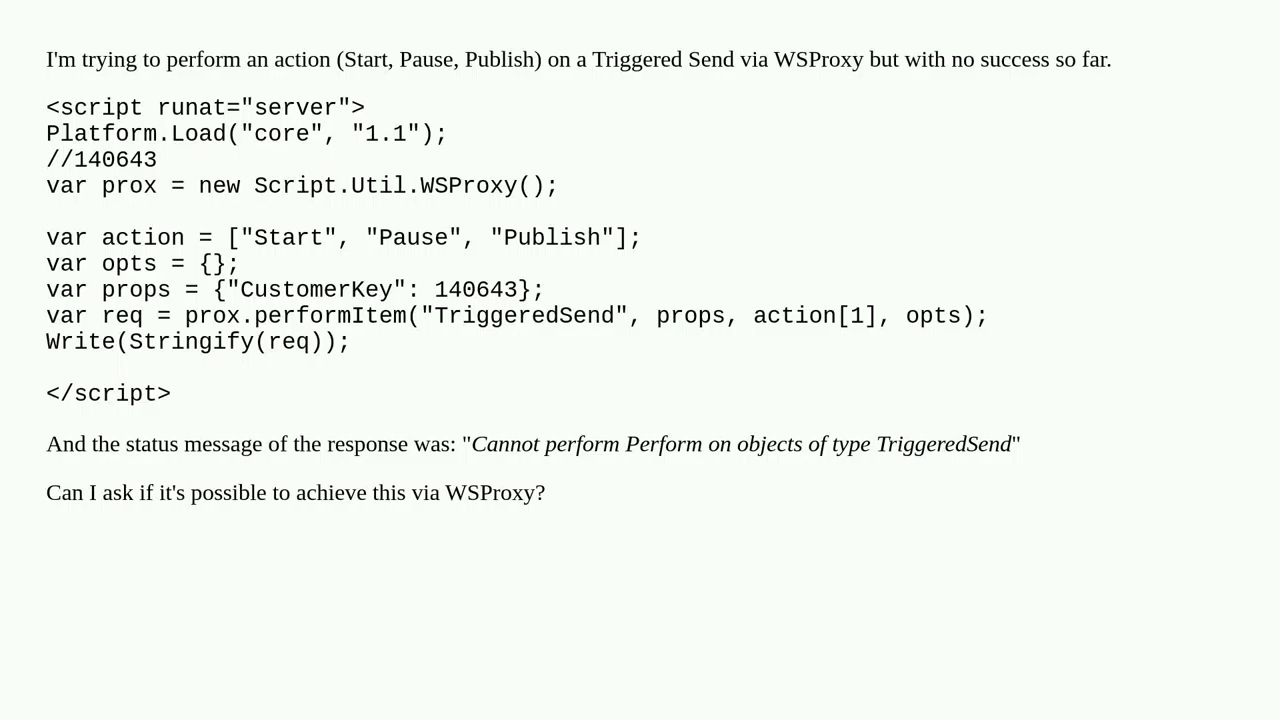 I'm trying to perform an action (Start, Pause, Publish) on a Triggered Send via WSProxy but with no success so far.
<script runat="server">
Platform.Load("core", "1.1");
//140643
var prox = new Script.Util.WSProxy();
var action = ["Start", "Pause", "Publish"];
var opts = {};
var props = {"CustomerKey": 140643};
var req = prox.performItem("TriggeredSend", props, action[1], opts);
Write(Stringify(req));
</script>
And the status message of the response was: "Cannot perform Perform on objects of type TriggeredSend"
Can I ask if it's possible to achieve this via WSProxy?